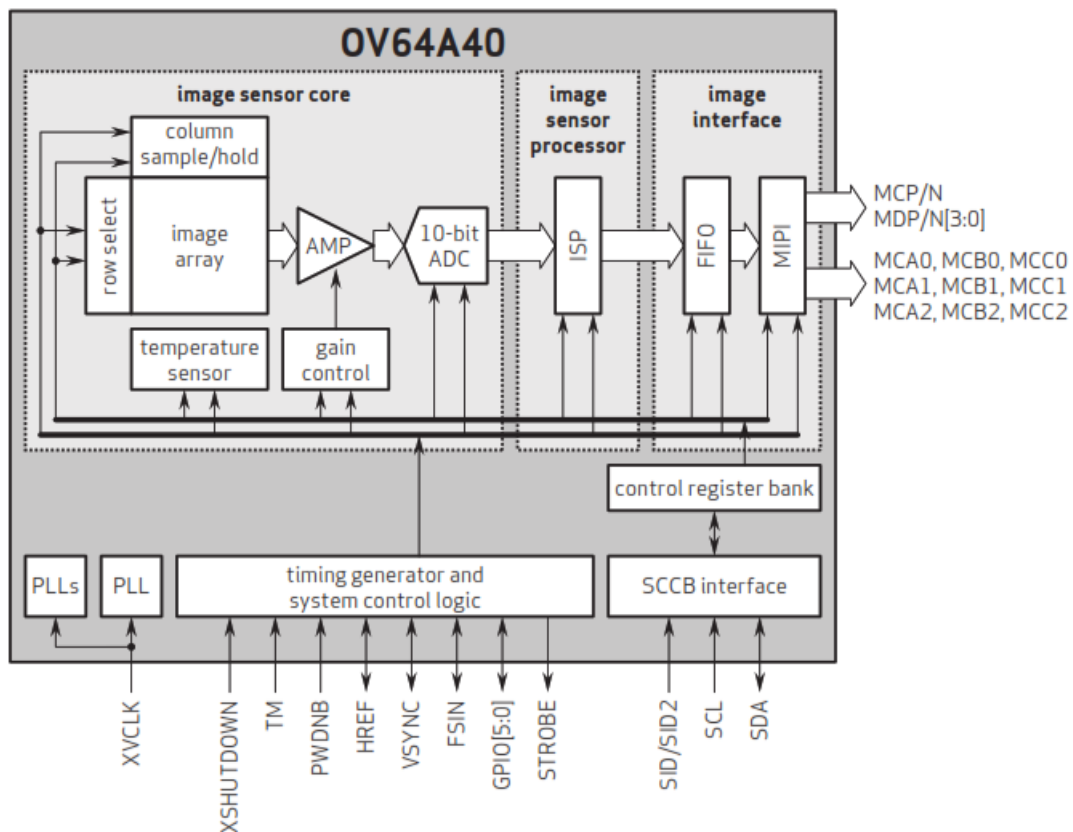 OV64A40
image sensor core
image
sensor
processor
image
interface
column
sample/hold
row select
image
array
AMP
10-bit
ADC
ISP
FIFO
MIPI
MCP/N
MDP/N[3:0]
MCA0, MCB0, MCC0
MCA1, MCB1, MCC1
MCA2, MCB2, MCC2
temperature
sensor
gain
control
control register bank
PLLs
PLL
timing generator and
system control logic
SCCB interface
XVCLK
XSHUTDOWN
TM
PWDNB
HREF
VSYNC
FSIN
GPIO[5:0]
STROBE
SID/SID2
SCL
SDA